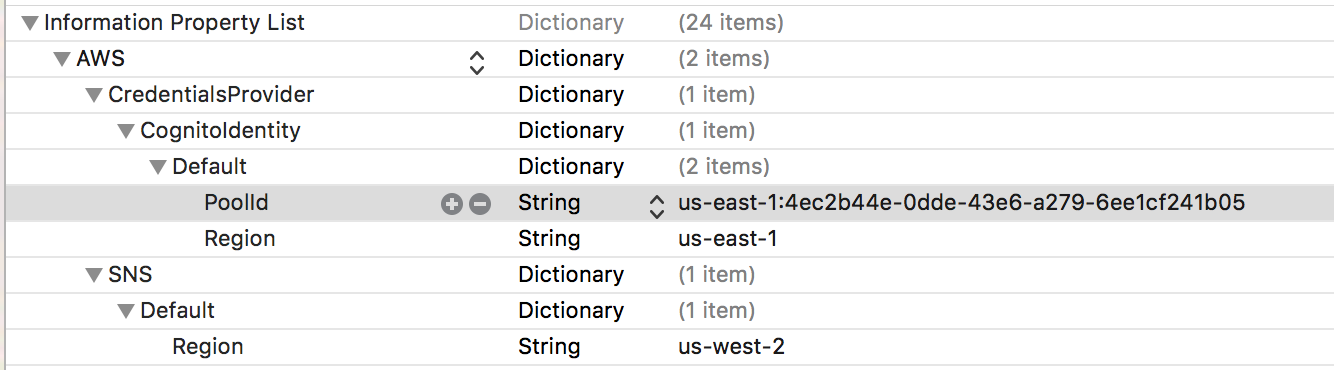 Information Property List Dictionary (24 items)
AWS Dictionary (2 items)
CredentialsProvider Dictionary (1 item)
CognitoIdentity Dictionary (1 item)
Default Dictionary (2 items)
PoolId String us-east-1:4ec2b44e-0dde-43e6-a279-6ee1cf241b05
Region String us-east-1
SNS Dictionary (1 item)
Default Dictionary (1 item)
Region String us-west-2